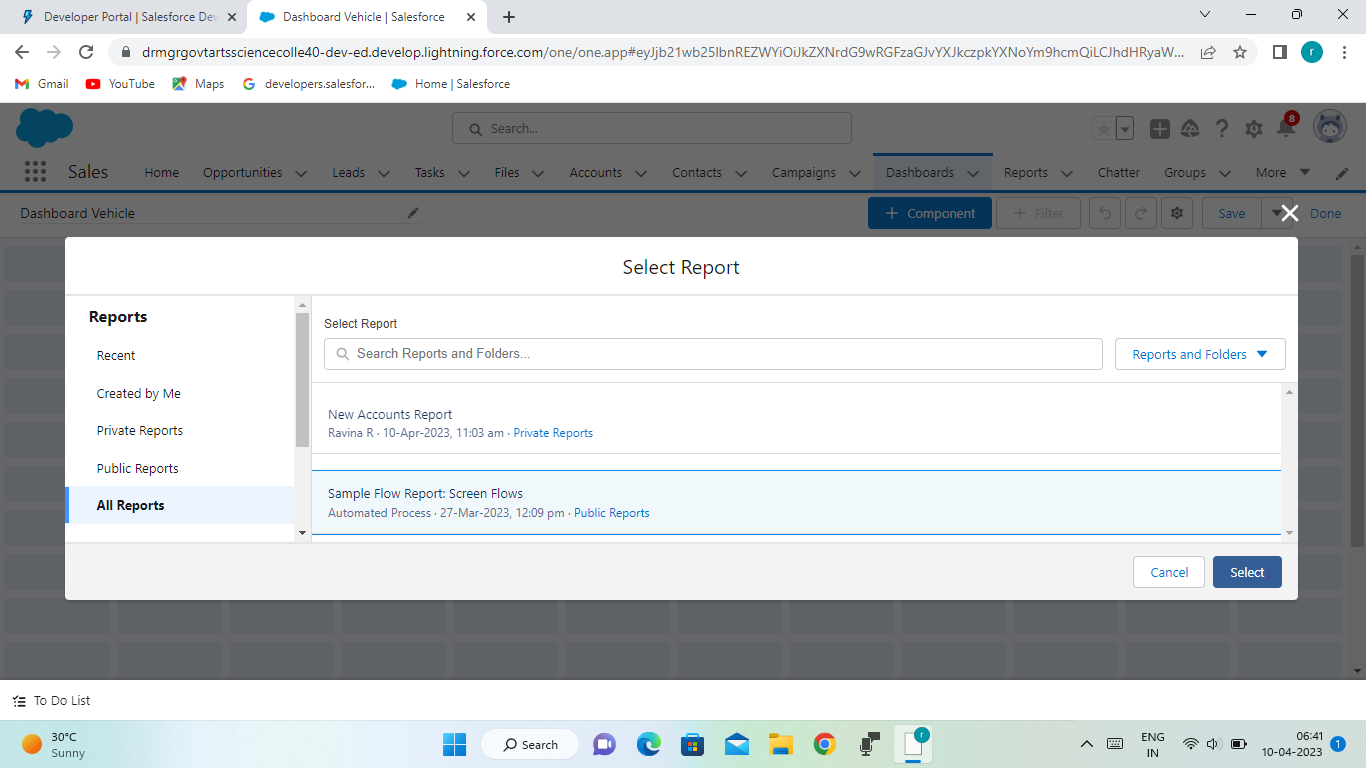 Developer Portal | Salesforce Dev
Dashboard Vehicle | Salesforce
drmgrgovtartssciencecolle40-dev-ed.develop.lightning.force.com/one/one.app#eyJjb21wb25lbnREZWYiOiJkZXNrdG9wRGFzaGJvYXJkczpkYXNoYm9hcmQiLCJhdHRyaW...
r
Gmail
YouTube
Maps
developers.salesfor...
Home | Salesforce
Search...
8
Sales
Home
Opportunities
Leads
Tasks
Files
Accounts
Contacts
Campaigns
Dashboards
Reports
Chatter
Groups
More
Dashboard Vehicle
+ Component
+ Filter
Save
Done
Select Report
Reports
Recent
Created by Me
Private Reports
Public Reports
All Reports
Select Report
Search Reports and Folders...
Reports and Folders
New Accounts Report
Ravina R · 10-Apr-2023, 11:03 am · Private Reports
Sample Flow Report: Screen Flows
Automated Process · 27-Mar-2023, 12:09 pm · Public Reports
Cancel
Select
To Do List
30°C
Sunny
Search
r
ENG
IN
06:41
10-04-2023
1